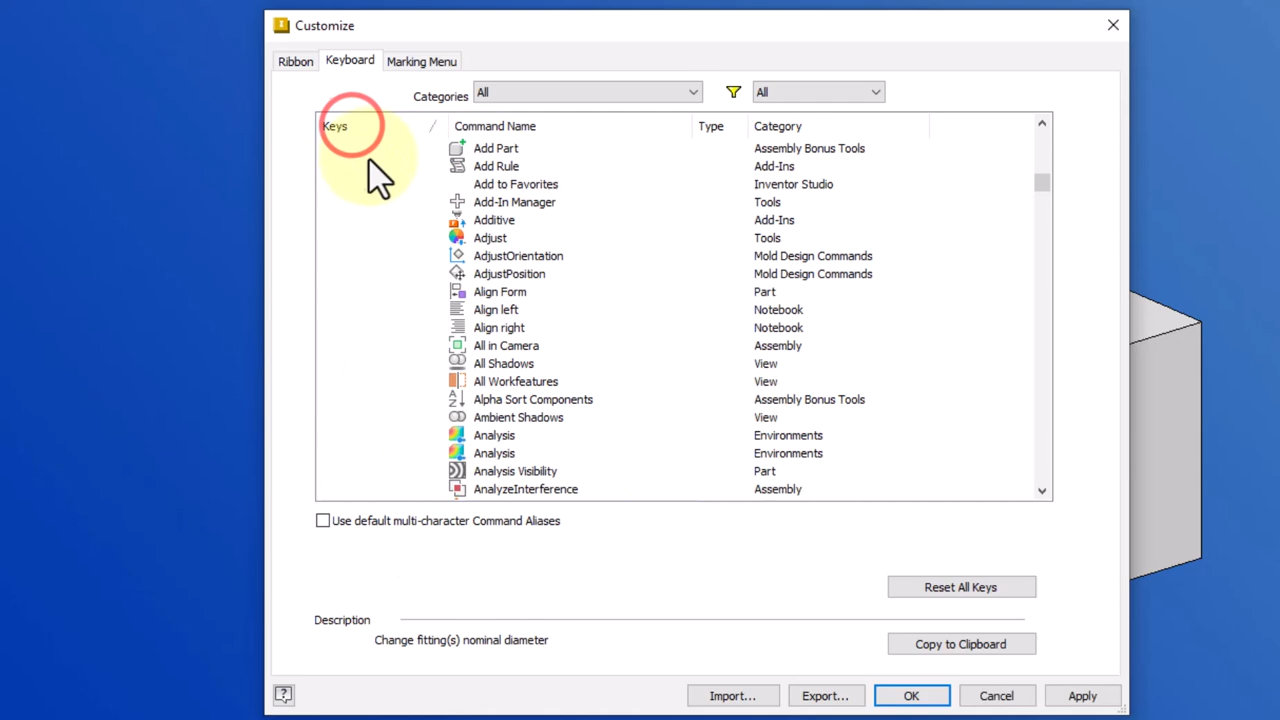 Customize
Ribbon Keyboard Marking Menu
Categories All All
Keys Command Name Type Category
Add Part Assembly Bonus Tools
Add Rule Add-Ins
Add to Favorites Inventor Studio
Add-In Manager Tools
Additive Add-Ins
Adjust Tools
AdjustOrientation Mold Design Commands
AdjustPosition Mold Design Commands
Align Form Part
Align left Notebook
Align right Notebook
All in Camera Assembly
All Shadows View
All Workfeatures View
Alpha Sort Components Assembly Bonus Tools
Ambient Shadows View
Analysis Environments
Analysis Environments
Analysis Visibility Part
AnalyzeInterference Assembly
Use default multi-character Command Aliases
Reset All Keys
Description
Change fitting(s) nominal diameter
Copy to Clipboard
Import... Export... OK Cancel Apply